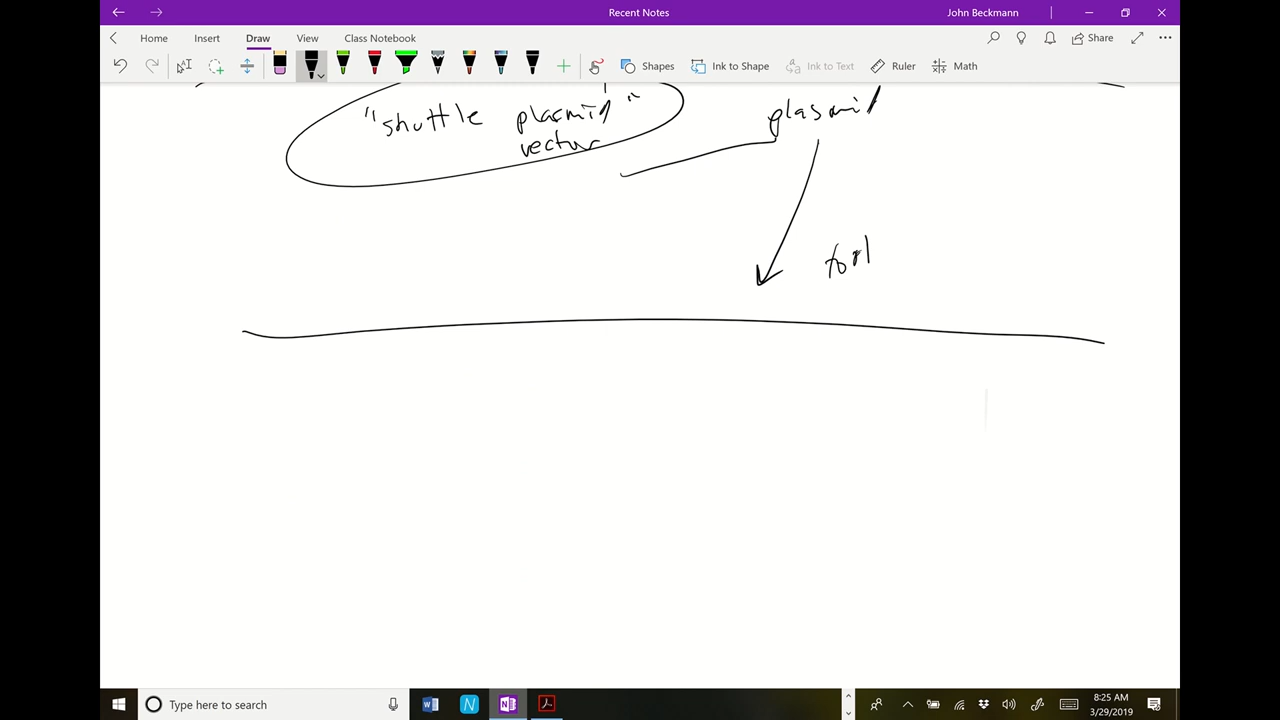 Recent Notes
John Beckmann
Home Insert Draw View Class Notebook
Share
Shapes
Ink to Shape
Ink to Text
Ruler
Math
"shuttle plasmid"
vector
plasmid
tool
Type here to search
8:25 AM
3/29/2019